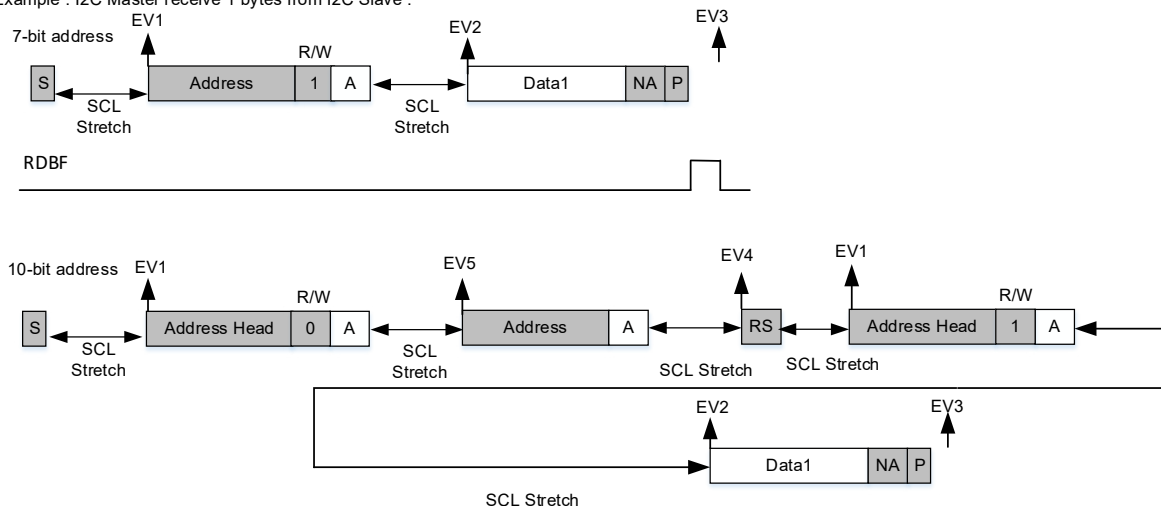 Example : I2C Master receive 1 bytes from I2C Slave .
EV1
EV2
EV3
7-bit address
R/W
S
Address
1
A
Data1
NA
P
SCL
Stretch
SCL
Stretch
RDBF
10-bit address
EV1
EV5
EV4
EV1
R/W
R/W
S
Address Head
0
A
Address
A
RS
Address Head
1
A
SCL
Stretch
SCL
Stretch
SCL Stretch
SCL Stretch
EV2
EV3
Data1
NA
P
SCL Stretch